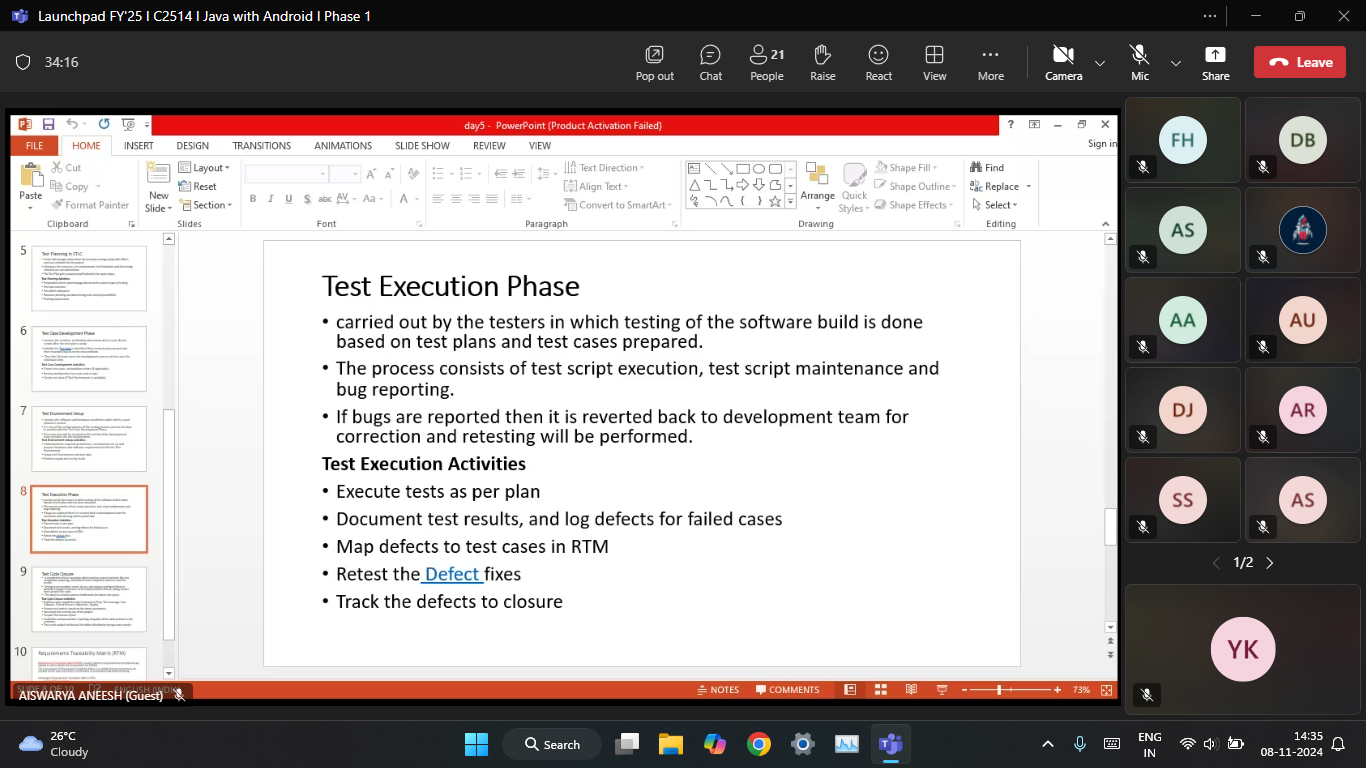 Launchpad FY'25 I C2514 I Java with Android I Phase 1
34:16
Pop out
Chat
21
People
Raise
React
View
More
Camera
Mic
Share
Leave
day5 - PowerPoint (Product Activation Failed)
FILE HOME INSERT DESIGN TRANSITIONS ANIMATIONS SLIDE SHOW REVIEW VIEW
Sign in
Paste
Cut
Copy
Format Painter
Clipboard
New
Slide
Layout
Reset
Section
Slides
B I U S abc AV Aa A
Font
Text Direction
Align Text
Convert to SmartArt
Paragraph
Arrange
Quick
Styles
Shape Fill
Shape Outline
Shape Effects
Drawing
Find
Replace
Select
Editing
5
Test Planning in STLC
6
Test Case Development Phase
7
Test Environment Setup
8
Test Execution Phase
9
Test Cycle Closure
10
Requirements Traceability Matrix (RTM)
Test Execution Phase
• carried out by the testers in which testing of the software build is done
based on test plans and test cases prepared.
• The process consists of test script execution, test script maintenance and
bug reporting.
• If bugs are reported then it is reverted back to development team for
correction and retesting will be performed.
Test Execution Activities
• Execute tests as per plan
• Document test results, and log defects for failed cases
• Map defects to test cases in RTM
• Retest the Defect fixes
• Track the defects to closure
AISWARYA ANEESH (Guest)
NOTES
COMMENTS
73%
FH
DB
AS
AA
AU
DJ
AR
SS
AS
1/2
YK
26°C
Cloudy
Search
ENG
IN
14:35
08-11-2024